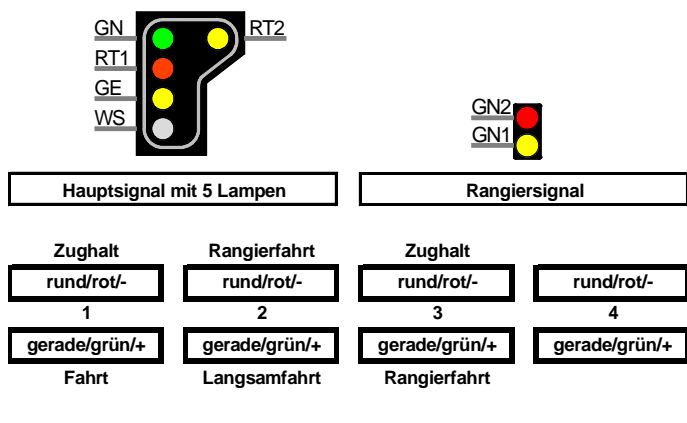 GN RT2
RT1
GE
WS
GN2
GN1
Hauptsignal mit 5 Lampen Rangiersignal
Zughalt Rangierfahrt Zughalt
rund/rot/- rund/rot/- rund/rot/- rund/rot/-
1 2 3 4
gerade/grün/+ gerade/grün/+ gerade/grün/+ gerade/grün/+
Fahrt Langsamfahrt Rangierfahrt